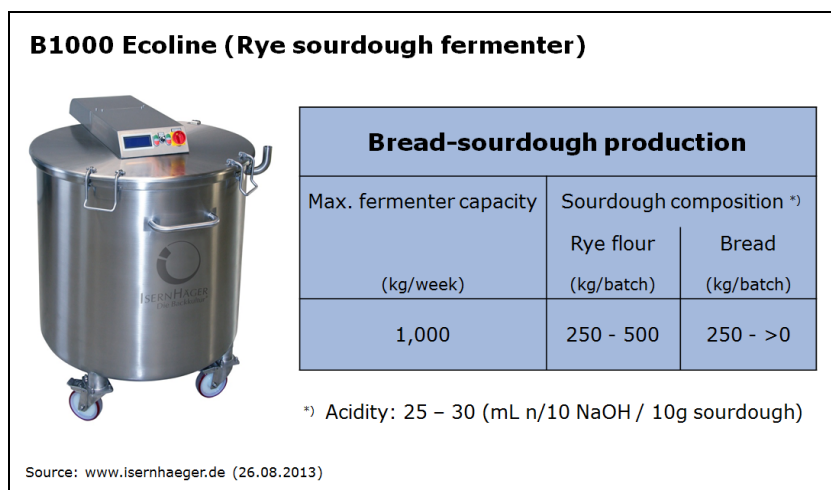 B1000 Ecoline (Rye sourdough fermenter)
ISERNHÄGER
Bread-sourdough production
Max. fermenter capacity
(kg/week)
Sourdough composition *)
Rye flour
(kg/batch)
Bread
(kg/batch)
1,000
250 - 500
250 - >0
*) Acidity: 25 – 30 (mL n/10 NaOH / 10g sourdough)
Source: www.isernhaeger.de (26.08.2013)